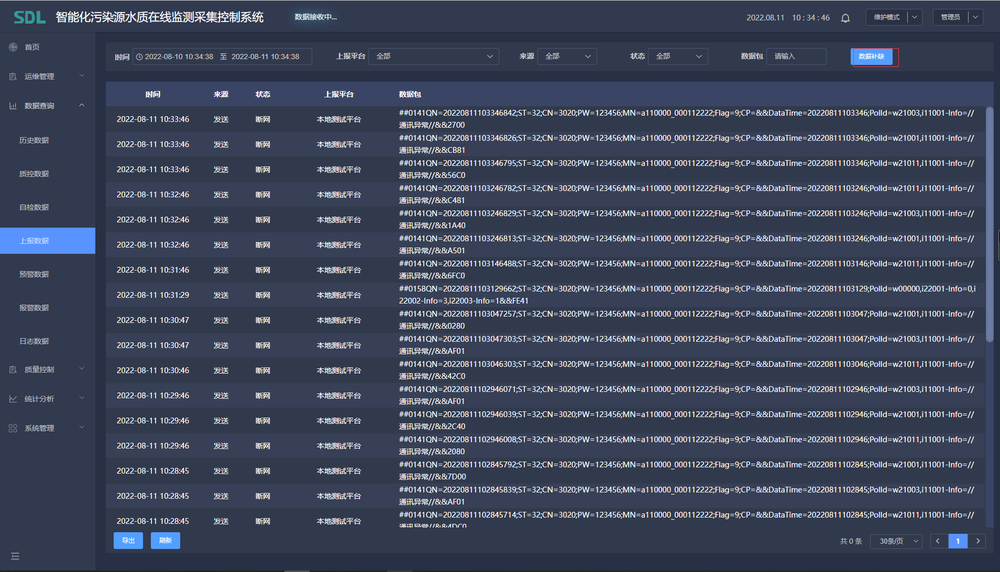 SDL 智能化污染源水质在线监测采集控制系统 数据接收中... 2022.08.11 10 : 34 : 46 维护模式 管理员
首页
运维管理
数据查询
历史数据
质控数据
自检数据
上报数据
预警数据
报警数据
日志数据
质量控制
统计分析
系统管理
时间 2022-08-10 10:34:38 至 2022-08-11 10:34:38 上报平台 全部 来源 全部 状态 全部 数据包 请输入 数据补缺
时间 来源 状态 上报平台 数据包
2022-08-11 10:33:46 发送 断网 本地测试平台 ##0141QN=20220811103346842;ST=32;CN=3020;PW=123456;MN=a110000_000112222;Flag=9;CP=&&DataTime=20220811103346;PolId=w21003,i11001-Info=//
通讯异常//&&2700
2022-08-11 10:33:46 发送 断网 本地测试平台 ##0141QN=20220811103346826;ST=32;CN=3020;PW=123456;MN=a110000_000112222;Flag=9;CP=&&DataTime=20220811103346;PolId=w21001,i11001-Info=//
通讯异常//&&CB81
2022-08-11 10:33:46 发送 断网 本地测试平台 ##0141QN=20220811103346795;ST=32;CN=3020;PW=123456;MN=a110000_000112222;Flag=9;CP=&&DataTime=20220811103346;PolId=w21011,i11001-Info=//
通讯异常//&&56C0
2022-08-11 10:32:46 发送 断网 本地测试平台 ##0141QN=20220811103246782;ST=32;CN=3020;PW=123456;MN=a110000_000112222;Flag=9;CP=&&DataTime=20220811103246;PolId=w21011,i11001-Info=//
通讯异常//&&C481
2022-08-11 10:32:46 发送 断网 本地测试平台 ##0141QN=20220811103246829;ST=32;CN=3020;PW=123456;MN=a110000_000112222;Flag=9;CP=&&DataTime=20220811103246;PolId=w21003,i11001-Info=//
通讯异常//&&1A40
2022-08-11 10:32:46 发送 断网 本地测试平台 ##0141QN=20220811103246813;ST=32;CN=3020;PW=123456;MN=a110000_000112222;Flag=9;CP=&&DataTime=20220811103246;PolId=w21001,i11001-Info=//
通讯异常//&&A501
2022-08-11 10:31:46 发送 断网 本地测试平台 ##0141QN=20220811103146488;ST=32;CN=3020;PW=123456;MN=a110000_000112222;Flag=9;CP=&&DataTime=20220811103146;PolId=w21011,i11001-Info=//
通讯异常//&&6FC0
2022-08-11 10:31:29 发送 断网 本地测试平台 ##0158QN=20220811103129662;ST=32;CN=3020;PW=123456;MN=a110000_000112222;Flag=9;CP=&&DataTime=20220811103129;PolId=w00000,i22001-Info=0,i
22002-Info=3,i22003-Info=1&&FE41
2022-08-11 10:30:47 发送 断网 本地测试平台 ##0141QN=20220811103047257;ST=32;CN=3020;PW=123456;MN=a110000_000112222;Flag=9;CP=&&DataTime=20220811103047;PolId=w21001,i11001-Info=//
通讯异常//&&0280
2022-08-11 10:30:47 发送 断网 本地测试平台 ##0141QN=20220811103047303;ST=32;CN=3020;PW=123456;MN=a110000_000112222;Flag=9;CP=&&DataTime=20220811103047;PolId=w21003,i11001-Info=//
通讯异常//&&AF01
2022-08-11 10:30:46 发送 断网 本地测试平台 ##0141QN=20220811103046303;ST=32;CN=3020;PW=123456;MN=a110000_000112222;Flag=9;CP=&&DataTime=20220811103046;PolId=w21011,i11001-Info=//
通讯异常//&&42C0
2022-08-11 10:29:46 发送 断网 本地测试平台 ##0141QN=20220811102946071;ST=32;CN=3020;PW=123456;MN=a110000_000112222;Flag=9;CP=&&DataTime=20220811102946;PolId=w21003,i11001-Info=//
通讯异常//&&AF01
2022-08-11 10:29:46 发送 断网 本地测试平台 ##0141QN=20220811102946039;ST=32;CN=3020;PW=123456;MN=a110000_000112222;Flag=9;CP=&&DataTime=20220811102946;PolId=w21001,i11001-Info=//
通讯异常//&&2C40
2022-08-11 10:29:46 发送 断网 本地测试平台 ##0141QN=20220811102946008;ST=32;CN=3020;PW=123456;MN=a110000_000112222;Flag=9;CP=&&DataTime=20220811102946;PolId=w21011,i11001-Info=//
通讯异常//&&2080
2022-08-11 10:28:45 发送 断网 本地测试平台 ##0141QN=20220811102845792;ST=32;CN=3020;PW=123456;MN=a110000_000112222;Flag=9;CP=&&DataTime=20220811102845;PolId=w21001,i11001-Info=//
通讯异常//&&7D00
2022-08-11 10:28:45 发送 断网 本地测试平台 ##0141QN=20220811102845839;ST=32;CN=3020;PW=123456;MN=a110000_000112222;Flag=9;CP=&&DataTime=20220811102845;PolId=w21003,i11001-Info=//
通讯异常//&&AF01
2022-08-11 10:28:45 发送 断网 本地测试平台 ##0141QN=20220811102845714;ST=32;CN=3020;PW=123456;MN=a110000_000112222;Flag=9;CP=&&DataTime=20220811102845;PolId=w21011,i11001-Info=//
通讯异常//&&4DC0
导出 刷新 共 0 条 30条/页 1